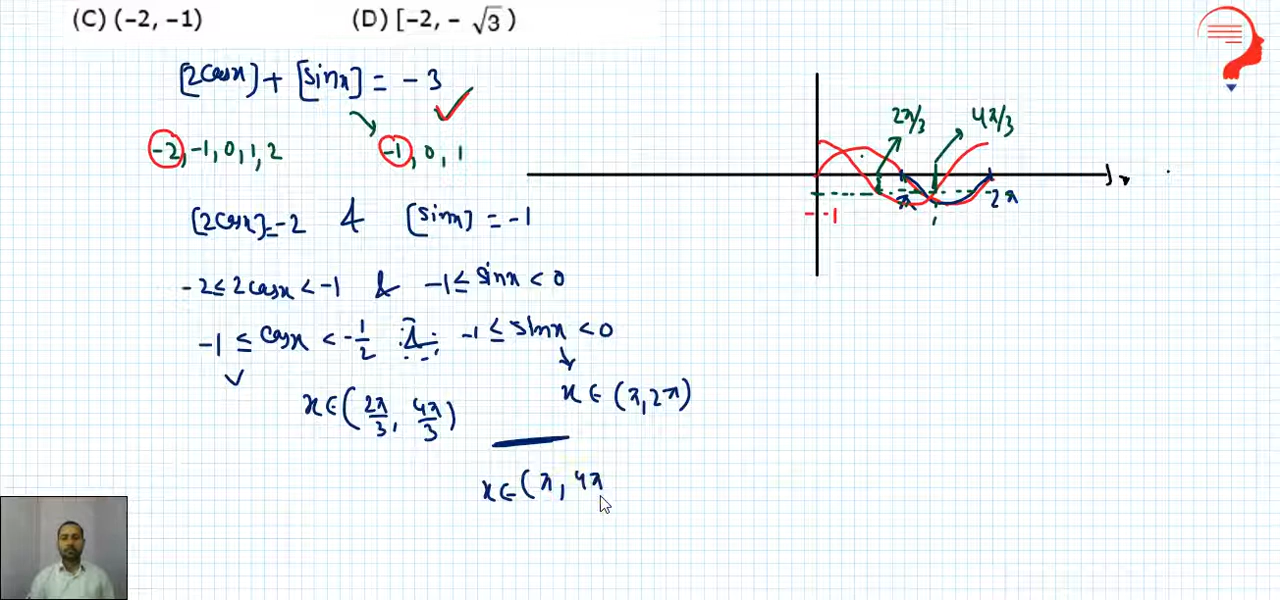 (C) (−2, −1) (D) [−2, − √3 )
[2cosx] + [sinx] = − 3
-2, -1, 0, 1, 2 -1, 0, 1
[2cosx] = -2 & [sinx] = -1
-2 ≤ 2cosx < -1 & -1 ≤ sinx < 0
-1 ≤ cosx < -1/2 & -1 ≤ sinx < 0
x ∈ (2π/3, 4π/3) x ∈ (π, 2π)
x ∈ (π, 4π
2π/3 4π/3
π 2π
-1